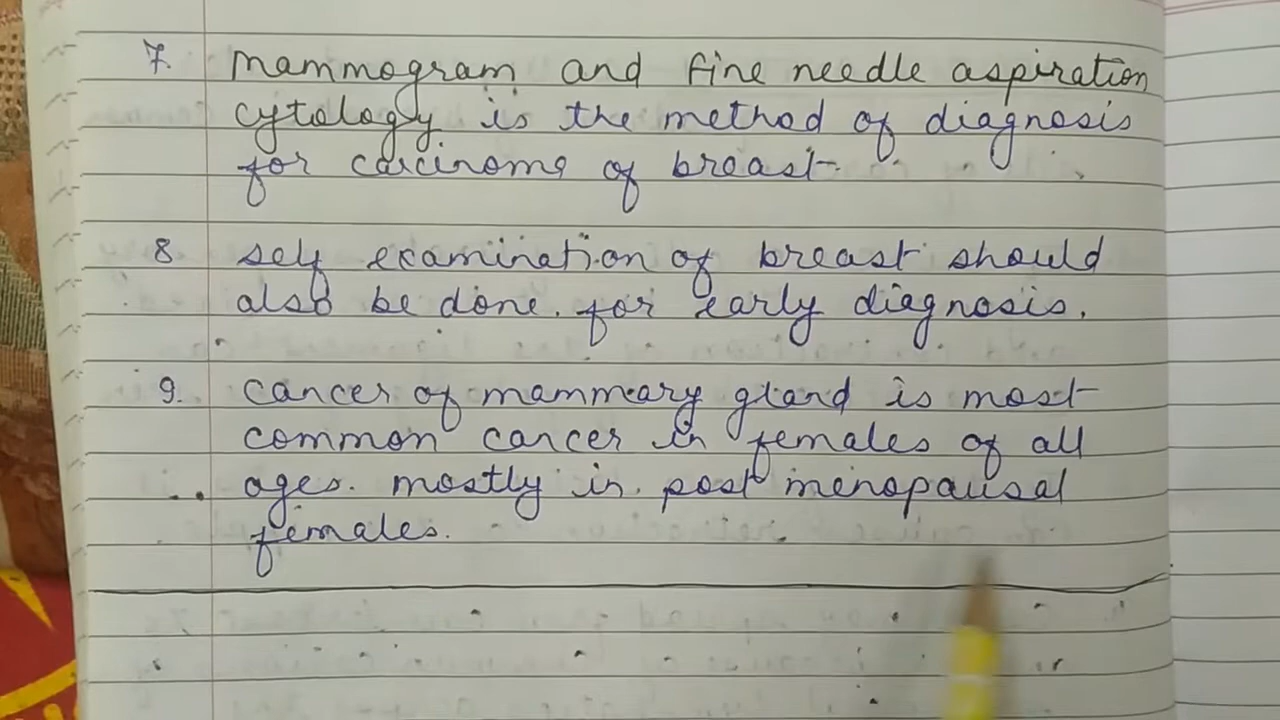 7. Mammogram and fine needle aspiration
cytology is the method of diagnosis
for carcinoma of breast.
8 self examination of breast should
also be done. for early diagnosis.
9. cancer of mammary gland is most
common cancer in females of all
ages. mostly in post menopausal
females.